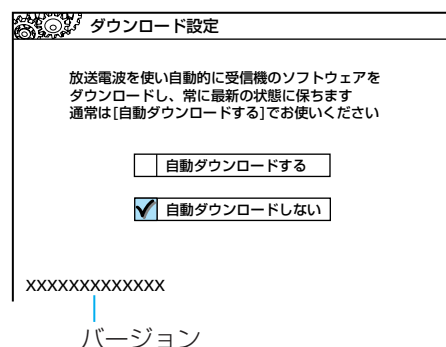 ダウンロード設定
放送電波を使い自動的に受信機のソフトウェアを
ダウンロードし、常に最新の状態に保ちます
通常は[自動ダウンロードする]でお使いください
自動ダウンロードする
自動ダウンロードしない
XXXXXXXXXXXXX
バージョン